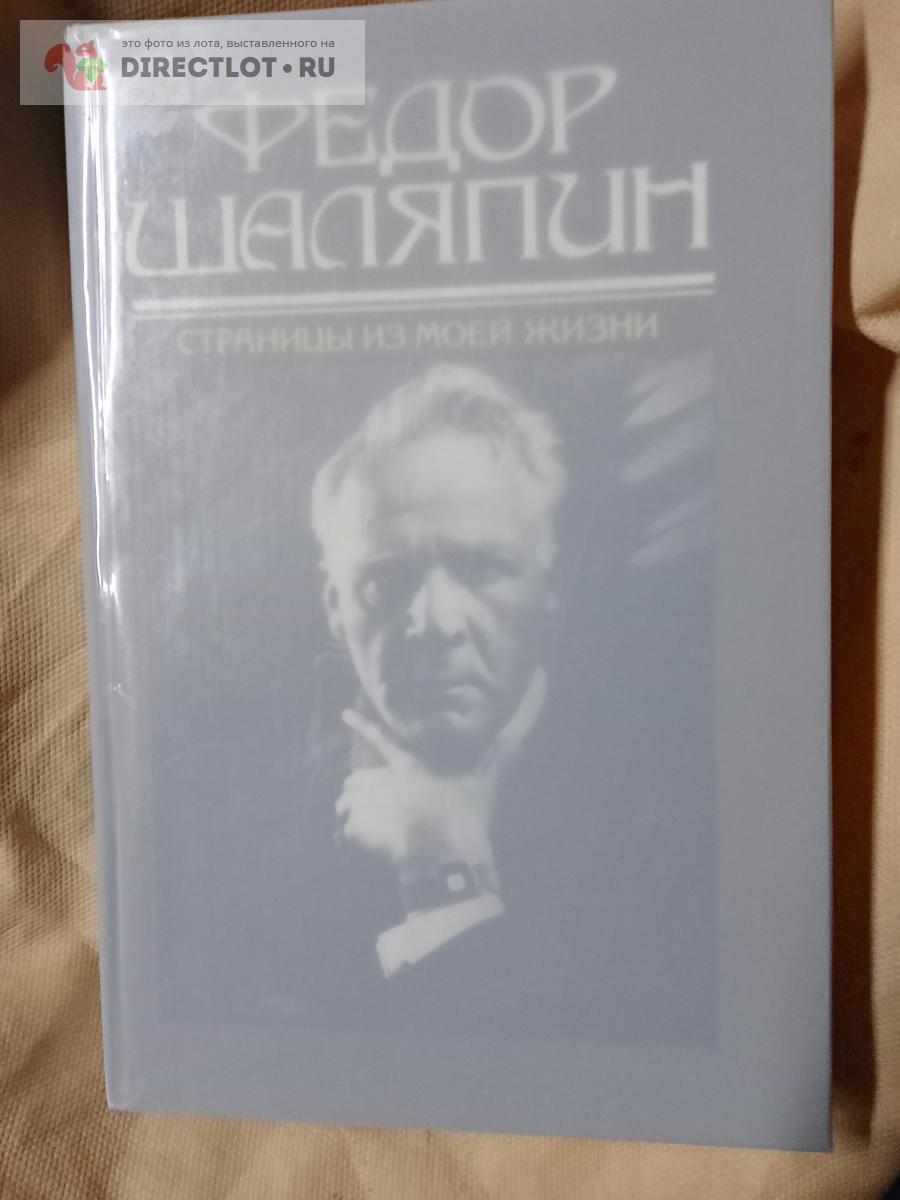 это фото из лота, выставленного на
DIRECTLOT • RU
ФЕДОР
ШАЛЯПИН
СТРАНИЦЫ ИЗ МОЕЙ ЖИЗНИ